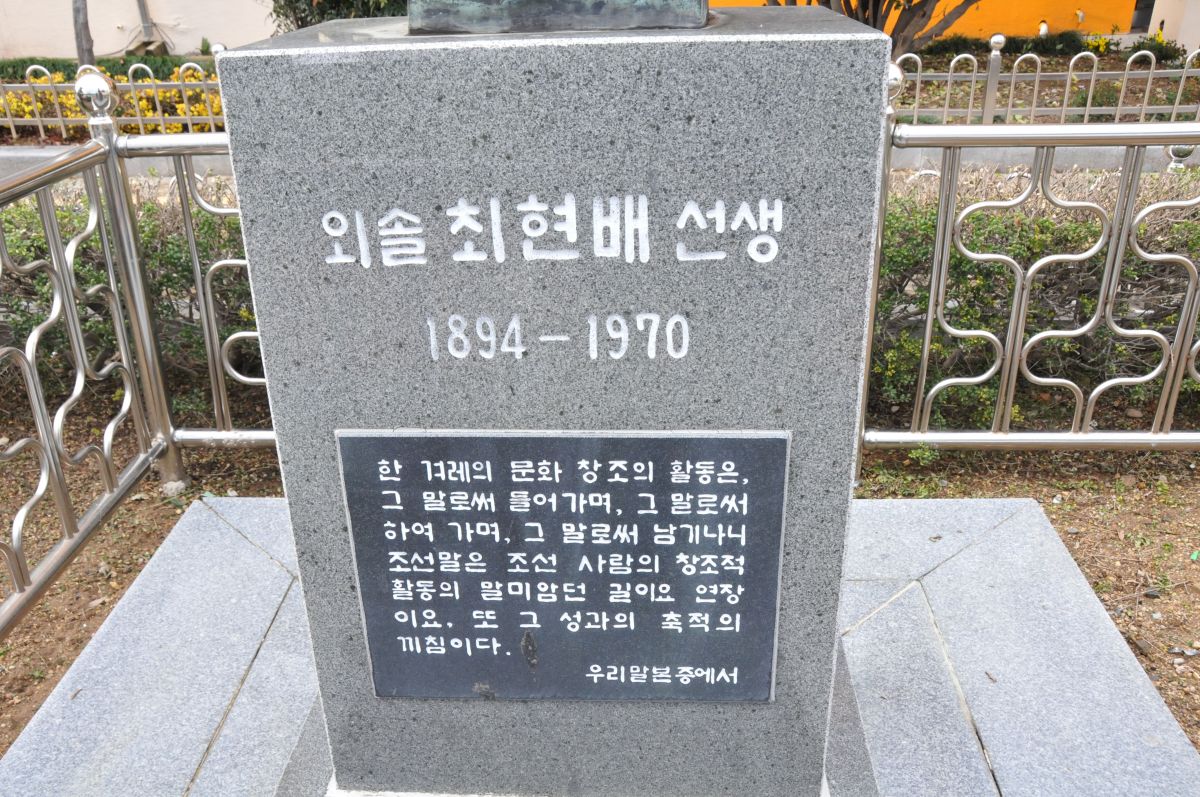 외솔 최현배 선생
1894 – 1970
한 겨레의 문화 창조의 활동은,
그 말로써 들어가며, 그 말로써
하여 가며, 그 말로써 남기나니
조선말은 조선 사람의 창조적
활동의 말미암던 길이요 연장
이요, 또 그 성과의 축적의
끼침이다.
우리말본 중에서